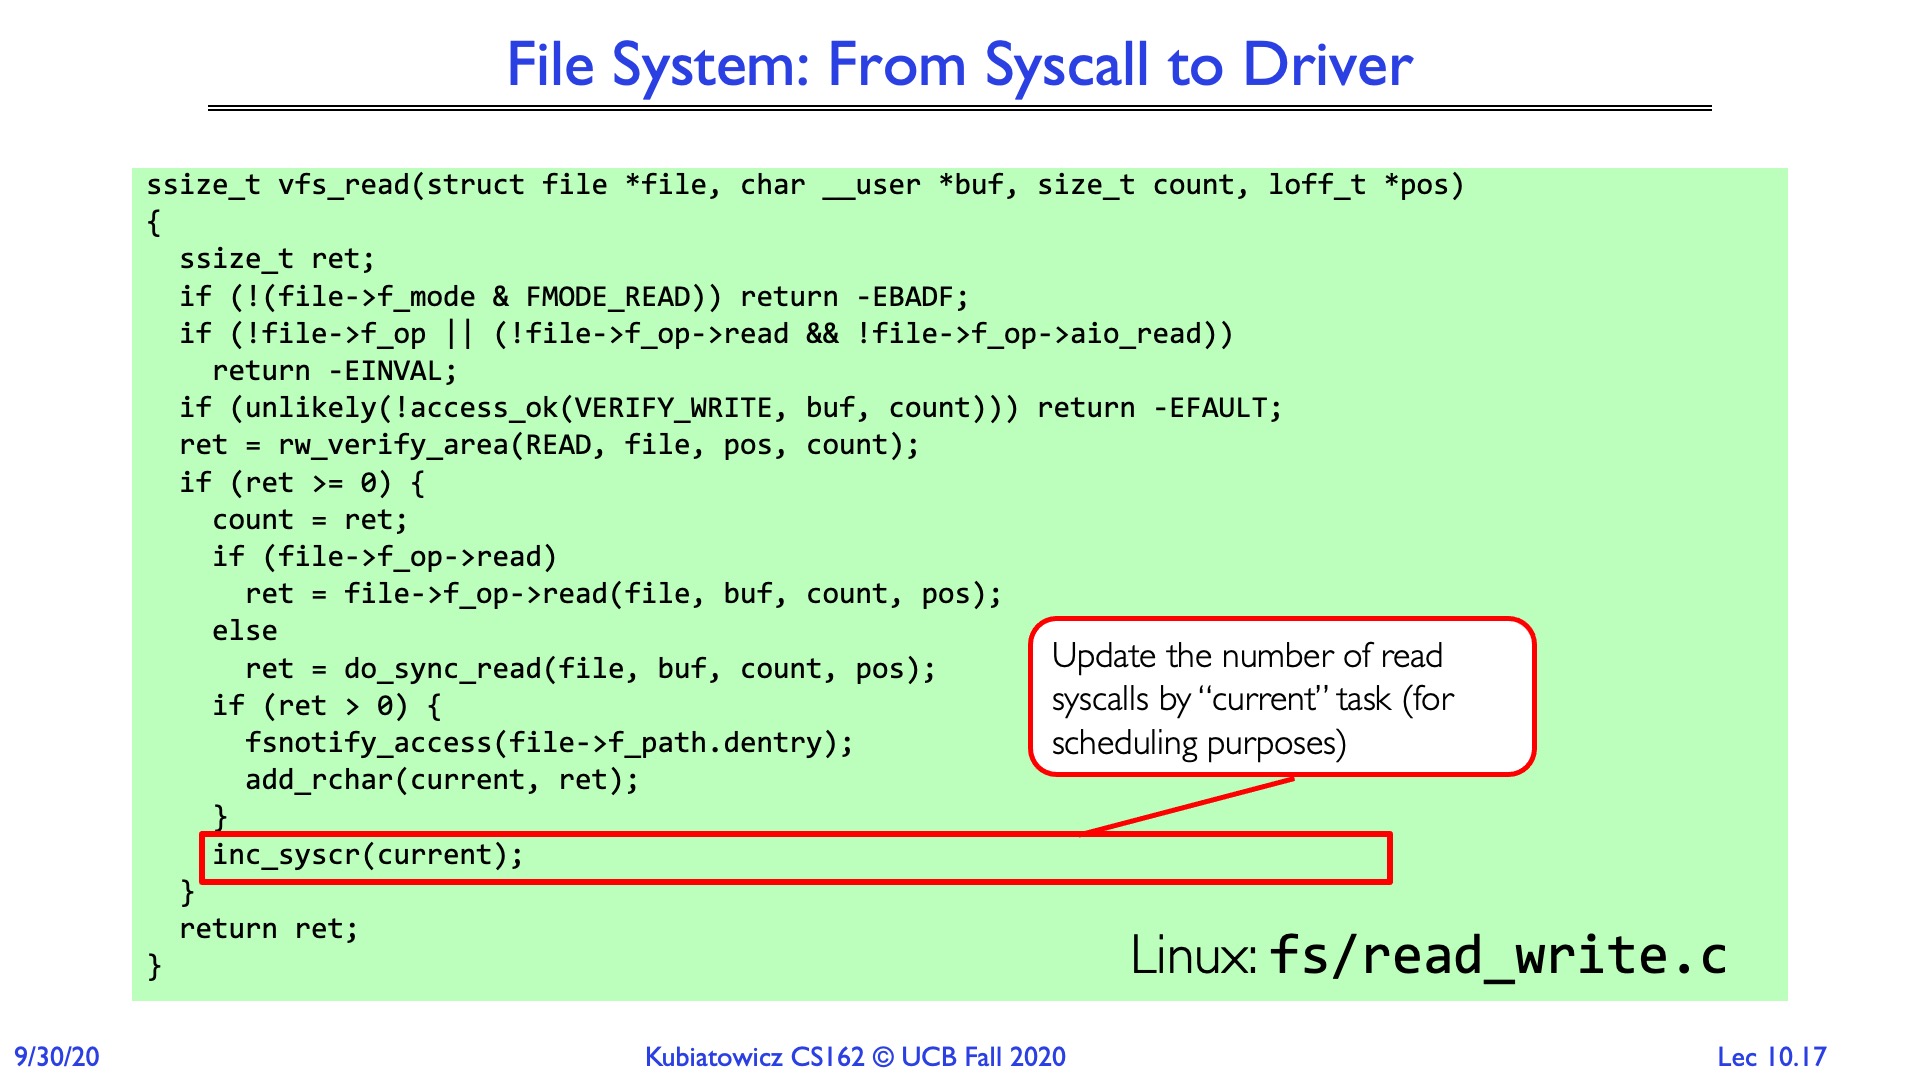 File System: From Syscall to Driver
ssize_t vfs_read(struct file *file, char __user *buf, size_t count, loff_t *pos)
{
  ssize_t ret;
  if (!(file->f_mode & FMODE_READ)) return -EBADF;
  if (!file->f_op || (!file->f_op->read && !file->f_op->aio_read))
    return -EINVAL;
  if (unlikely(!access_ok(VERIFY_WRITE, buf, count))) return -EFAULT;
  ret = rw_verify_area(READ, file, pos, count);
  if (ret >= 0) {
    count = ret;
    if (file->f_op->read)
      ret = file->f_op->read(file, buf, count, pos);
    else
      ret = do_sync_read(file, buf, count, pos);
    if (ret > 0) {
      fsnotify_access(file->f_path.dentry);
      add_rchar(current, ret);
    }
    inc_syscr(current);
  }
  return ret;
}
Update the number of read
syscalls by “current” task (for
scheduling purposes)
Linux: fs/read_write.c
9/30/20
Kubiatowicz CS162 © UCB Fall 2020
Lec 10.17